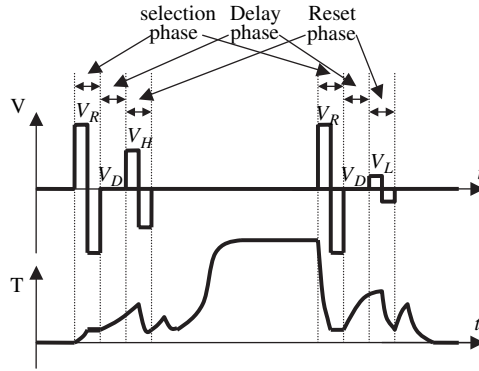 selection phase
Delay phase
Reset phase
V
V_R
V_D
V_H
V_R
V_D
V_L
t
T
t